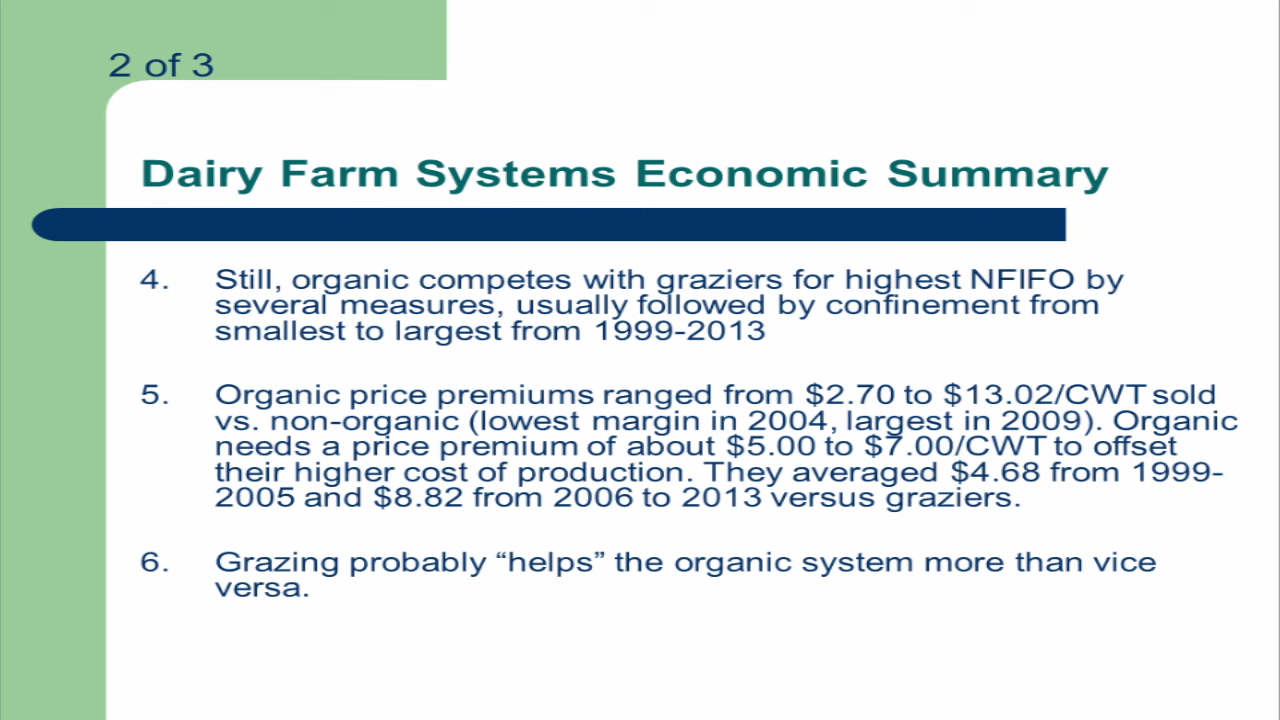 2 of 3
Dairy Farm Systems Economic Summary
4. Still, organic competes with graziers for highest NFIFO by
several measures, usually followed by confinement from
smallest to largest from 1999-2013
5. Organic price premiums ranged from $2.70 to $13.02/CWT sold
vs. non-organic (lowest margin in 2004, largest in 2009). Organic
needs a price premium of about $5.00 to $7.00/CWT to offset
their higher cost of production. They averaged $4.68 from 1999-
2005 and $8.82 from 2006 to 2013 versus graziers.
6. Grazing probably “helps” the organic system more than vice
versa.